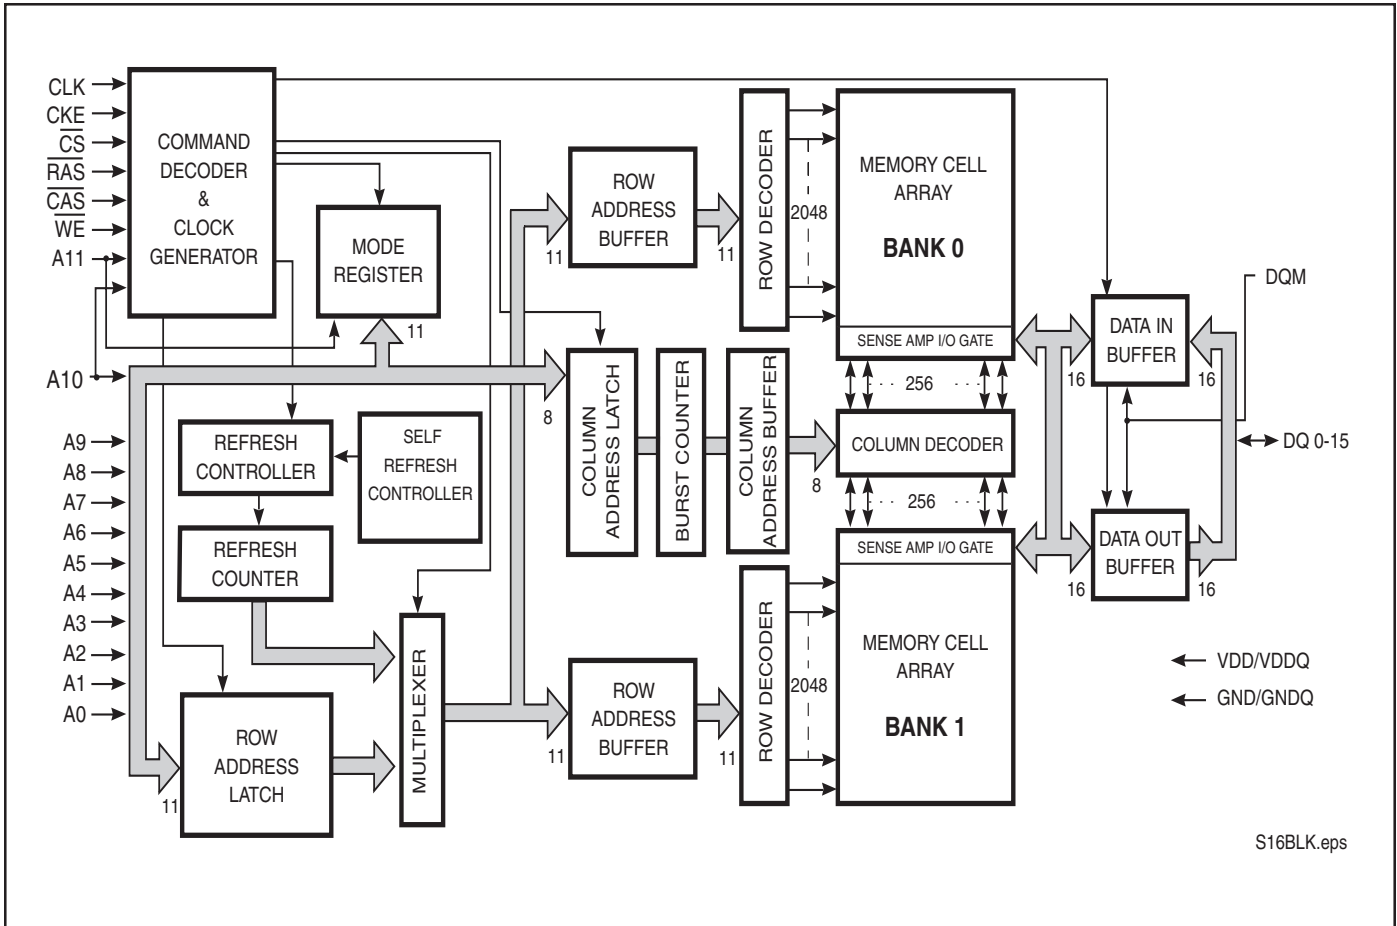 CLK
CKE
CS
RAS
CAS
WE
A11
A10
A9
A8
A7
A6
A5
A4
A3
A2
A1
A0
COMMAND
DECODER
&
CLOCK
GENERATOR
MODE
REGISTER
11
REFRESH
CONTROLLER
SELF
REFRESH
CONTROLLER
REFRESH
COUNTER
ROW
ADDRESS
LATCH
11
MULTIPLEXER
ROW
ADDRESS
BUFFER
11
11
ROW DECODER
2048
MEMORY CELL
ARRAY
BANK 0
SENSE AMP I/O GATE
8
COLUMN
ADDRESS LATCH
BURST COUNTER
COLUMN
ADDRESS BUFFER
8
256
COLUMN DECODER
256
SENSE AMP I/O GATE
MEMORY CELL
ARRAY
BANK 1
ROW
ADDRESS
BUFFER
11
11
ROW DECODER
2048
DQM
DATA IN
BUFFER
16
16
DQ 0-15
DATA OUT
BUFFER
16
16
VDD/VDDQ
GND/GNDQ
S16BLK.eps